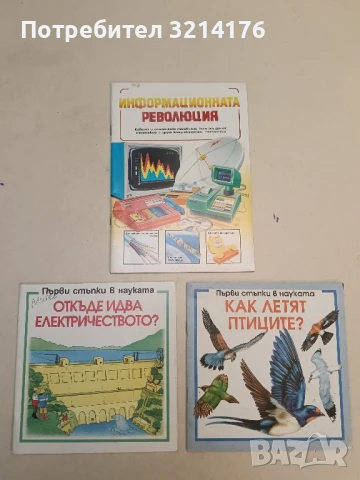 Потребител 3214176
ИНФОРМАЦИОННАТА
РЕВОЛЮЦИЯ
Първи стъпки в науката
ОТКЪДЕ ИДВА
ЕЛЕКТРИЧЕСТВОТО?
Първи стъпки в науката
КАК ЛЕТЯТ
ПТИЦИТЕ?
BAZAR